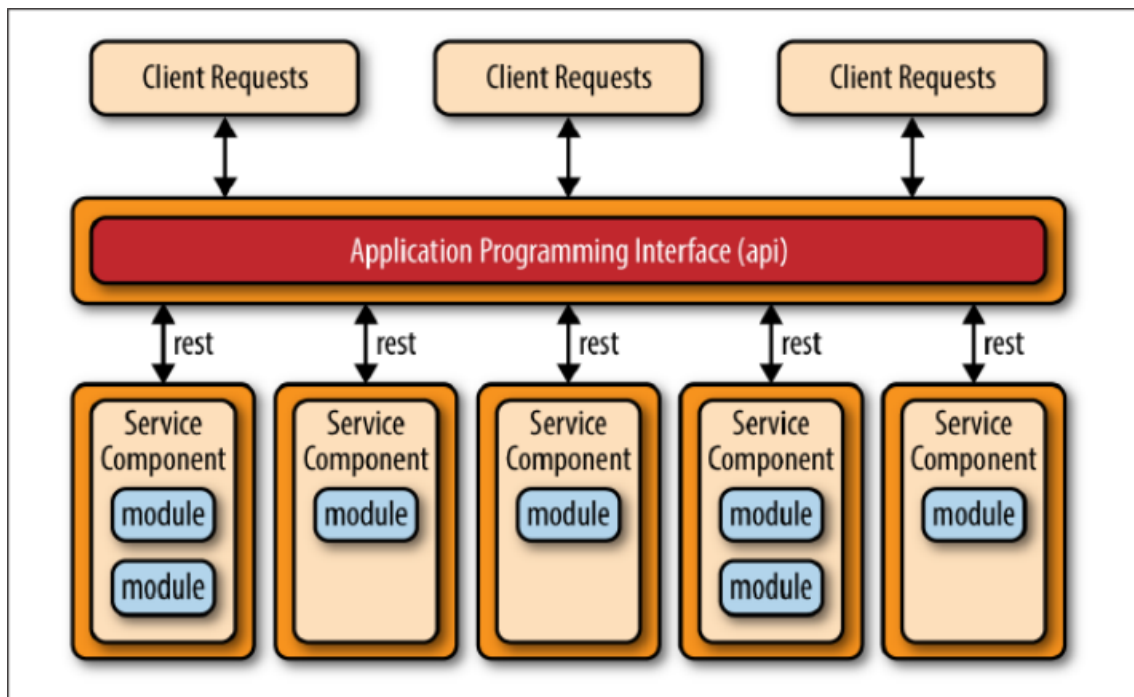 Client Requests
Client Requests
Client Requests
Application Programming Interface (api)
rest
rest
rest
rest
rest
Service
Component
module
module
Service
Component
module
Service
Component
module
Service
Component
module
module
Service
Component
module